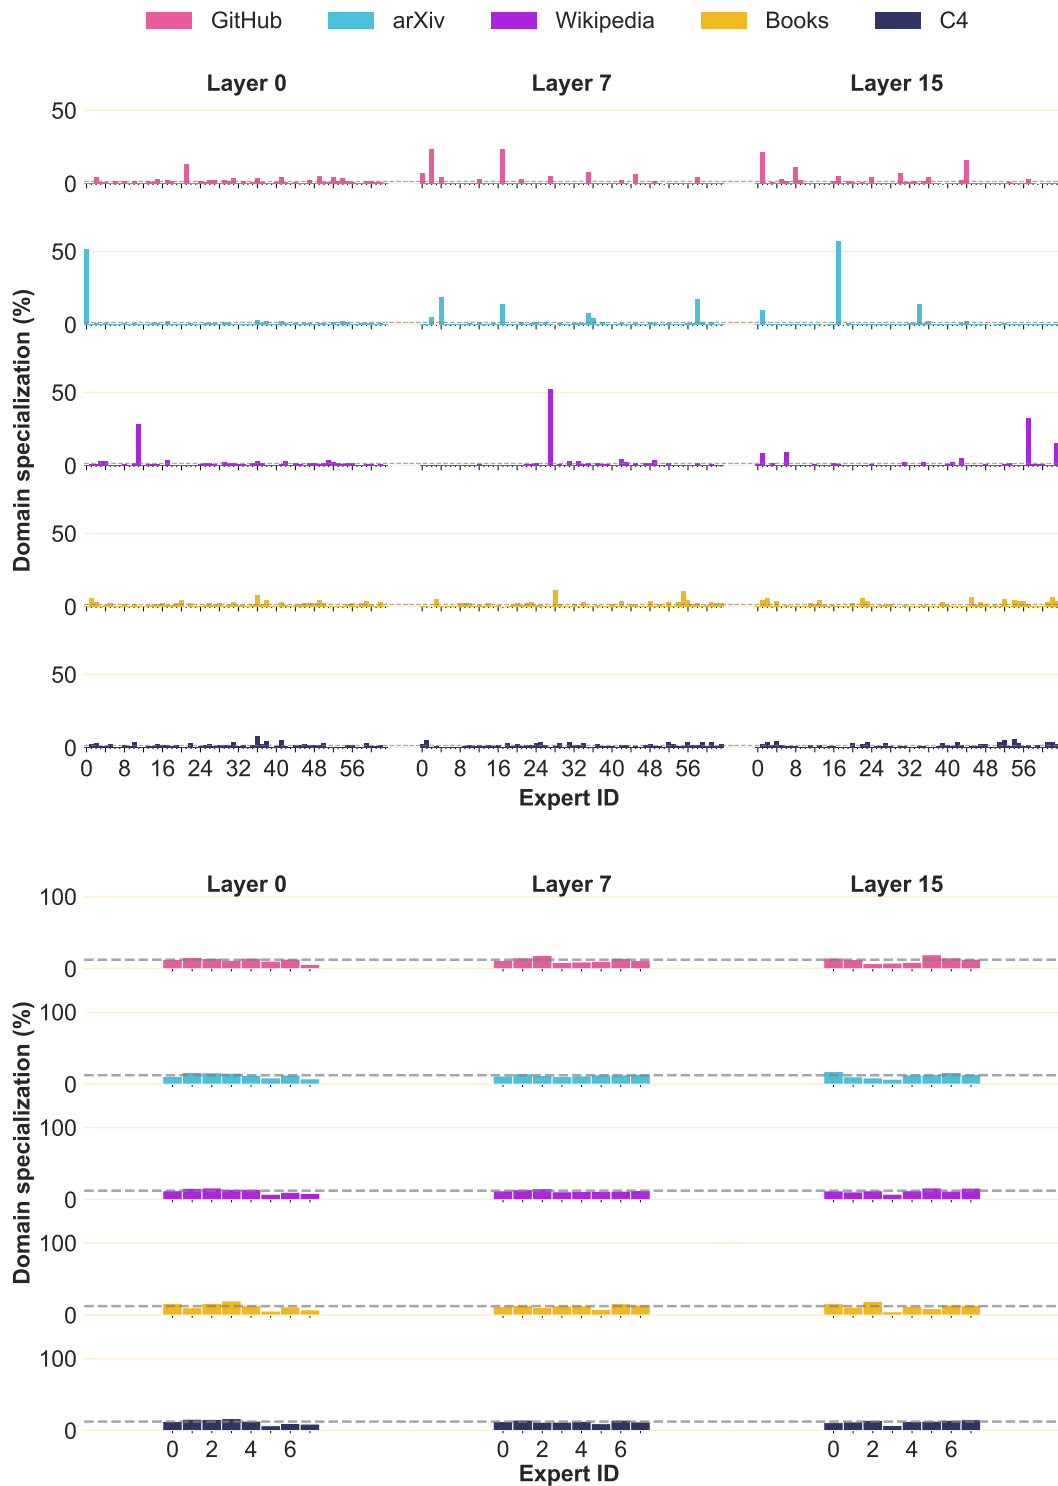 GitHub arXiv Wikipedia Books C4
Layer 0 Layer 7 Layer 15
50
0
50
0
50
0
50
0
50
0
Domain specialization (%)
0 8 16 24 32 40 48 56 0 8 16 24 32 40 48 56 0 8 16 24 32 40 48 56
Expert ID
Layer 0 Layer 7 Layer 15
100
0
100
0
100
0
100
0
100
0
Domain specialization (%)
0 2 4 6 0 2 4 6 0 2 4 6
Expert ID